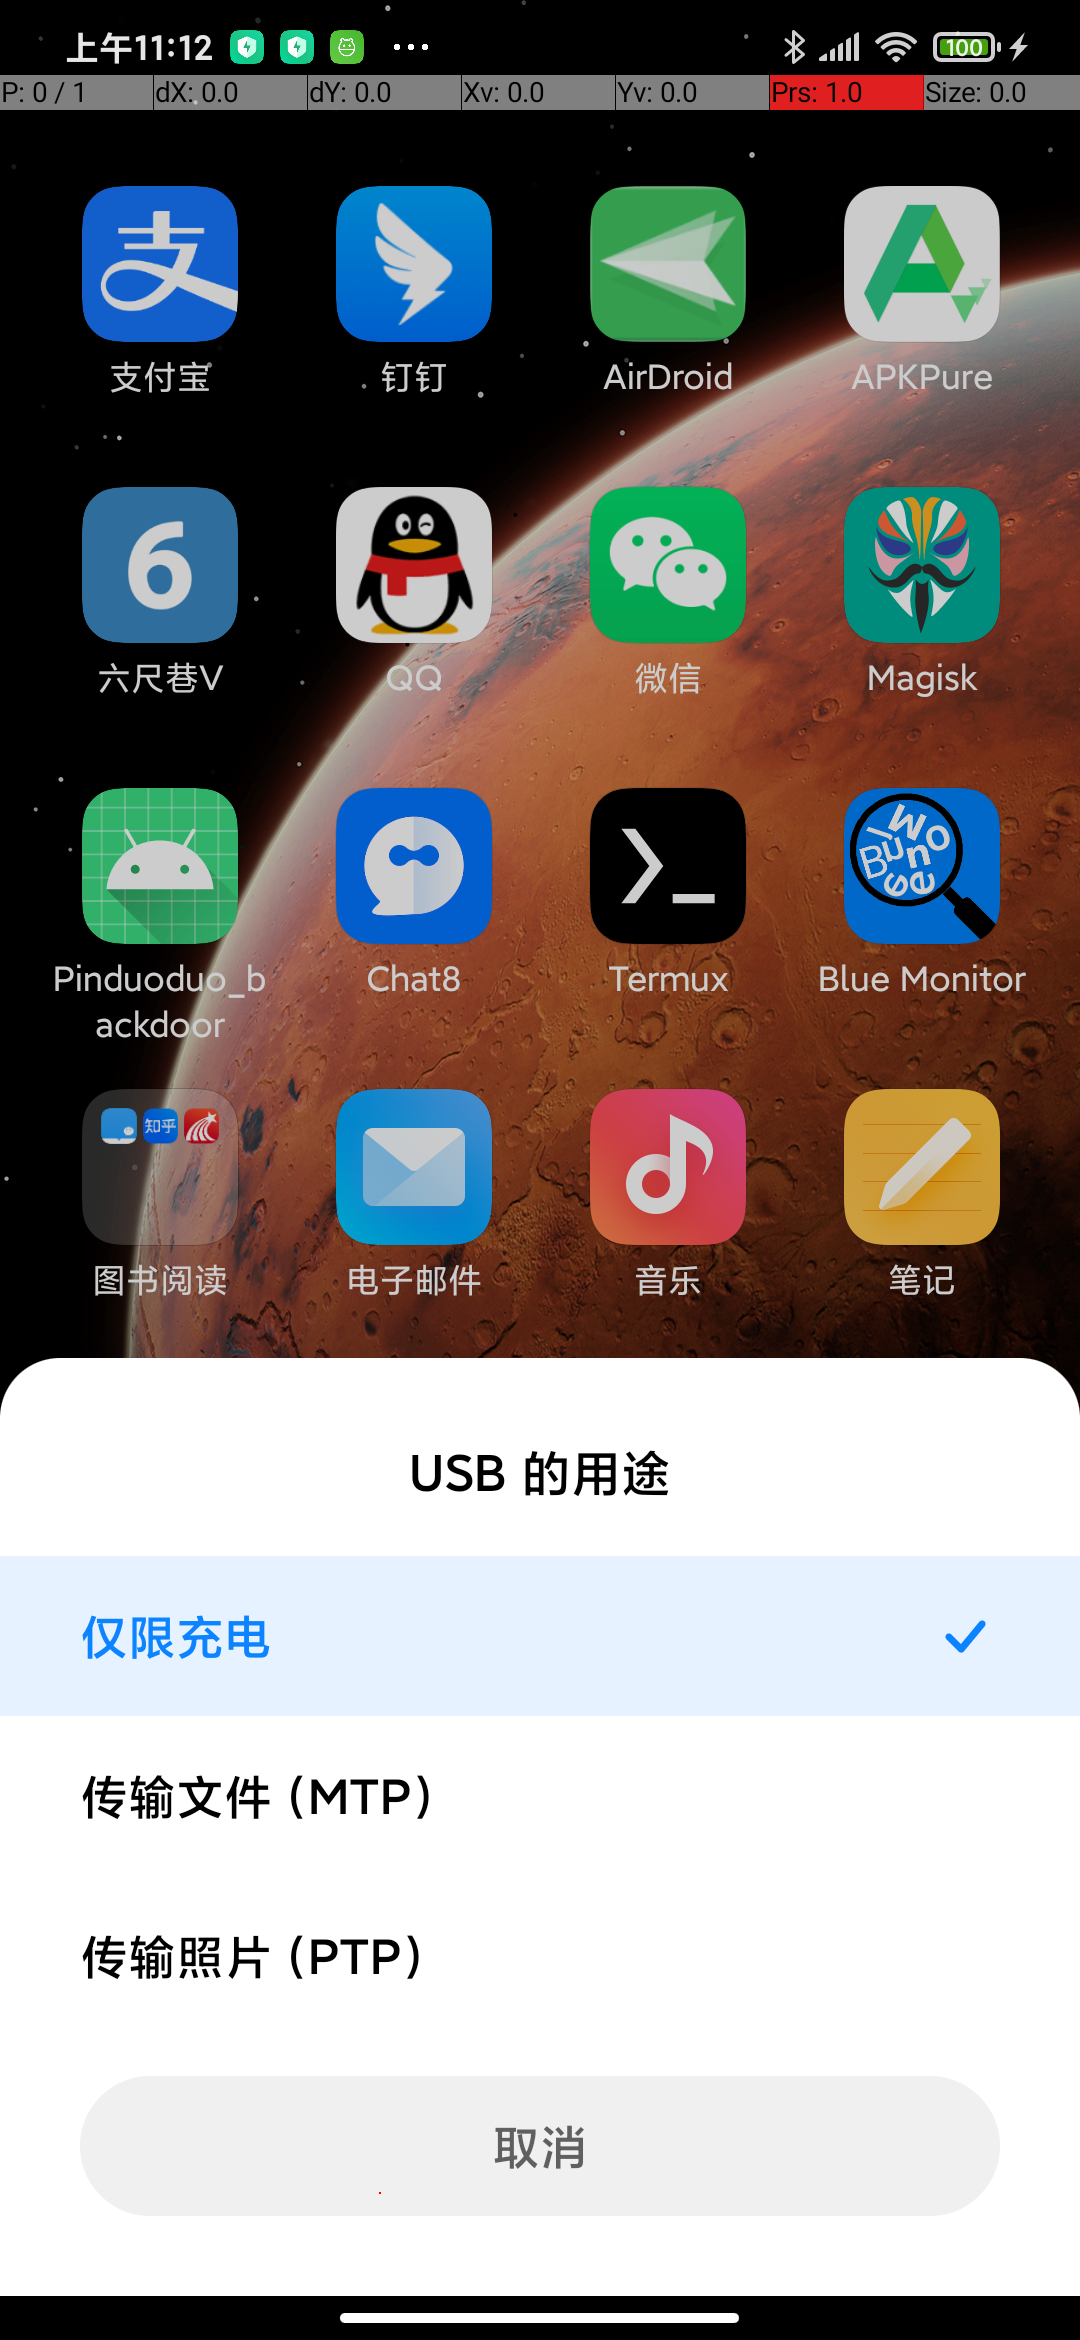 上午11:12
100
P: 0 / 1
dX: 0.0
dY: 0.0
Xv: 0.0
Yv: 0.0
Prs: 1.0
Size: 0.0
支
支付宝
钉钉
AirDroid
APKPure
6
六尺巷V
QQ
微信
Magisk
Pinduoduo_b
ackdoor
Chat8
Termux
Blue Monitor
知乎
图书阅读
电子邮件
音乐
笔记
USB 的用途
仅限充电
传输文件 (MTP)
传输照片 (PTP)
取消